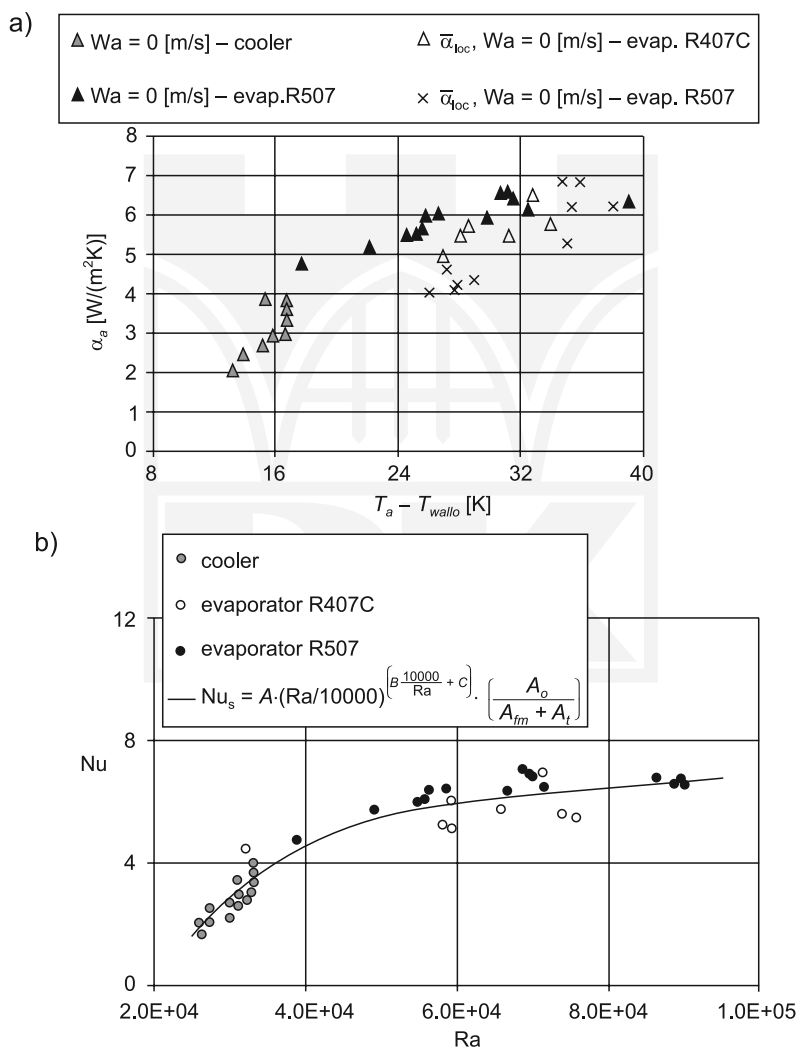 a)
Wa = 0 [m/s] – cooler
α̅loc, Wa = 0 [m/s] – evap. R407C
Wa = 0 [m/s] – evap.R507
α̅loc, Wa = 0 [m/s] – evap. R507
8
7
6
5
4
3
2
1
0
αa [W/(m²K)]
8 16 24 32 40
Ta – Twallo [K]
b)
cooler
evaporator R407C
evaporator R507
Nus = A·(Ra/10000)^(B 10000/Ra + C) · (Ao/(Afm + At))
12
8
4
0
Nu
2.0E+04 4.0E+04 6.0E+04 8.0E+04 1.0E+05
Ra